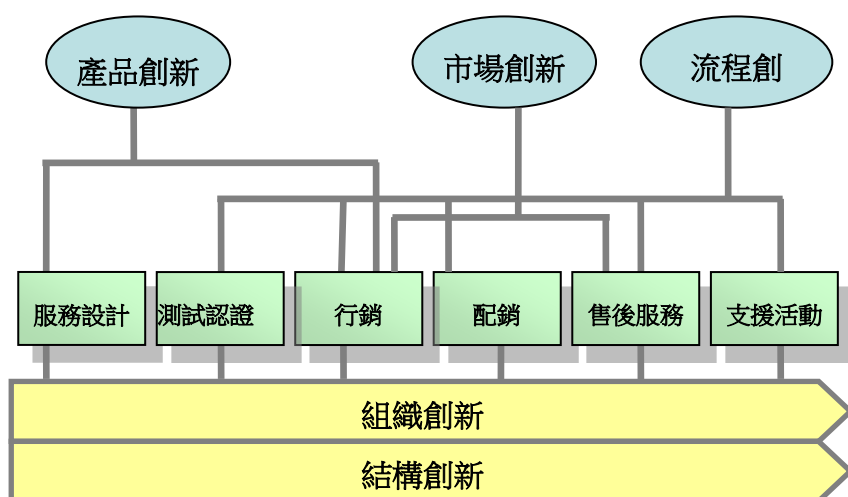 產品創新
市場創新
流程創
服務設計
測試認證
行銷
配銷
售後服務
支援活動
組織創新
結構創新